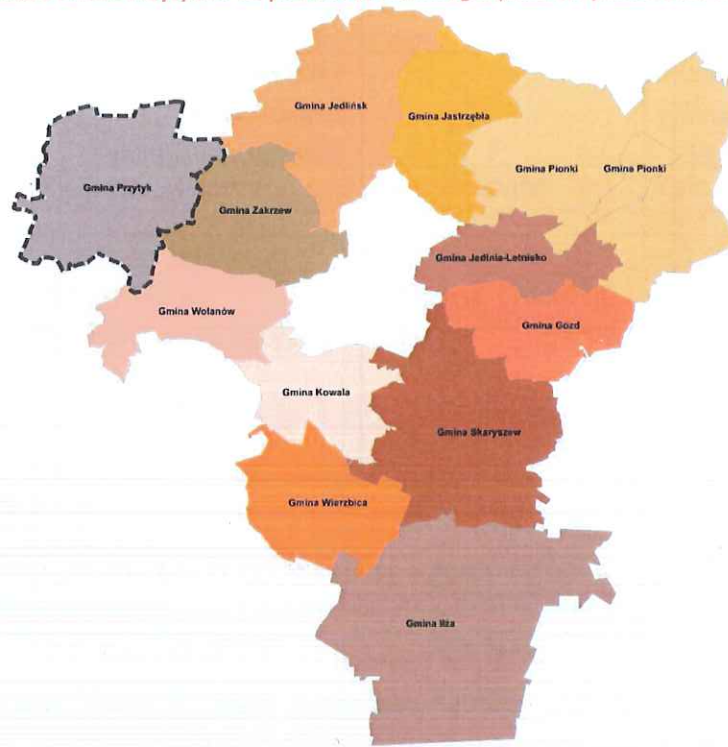 Gmina Jedlińsk
Gmina Jastrzębia
Gmina Pionki
Gmina Pionki
Gmina Przytyk
Gmina Zakrzew
Gmina Jedlnia-Letnisko
Gmina Wolanów
Gmina Gózd
Gmina Kowala
Gmina Skaryszew
Gmina Wierzbica
Gmina Iłża